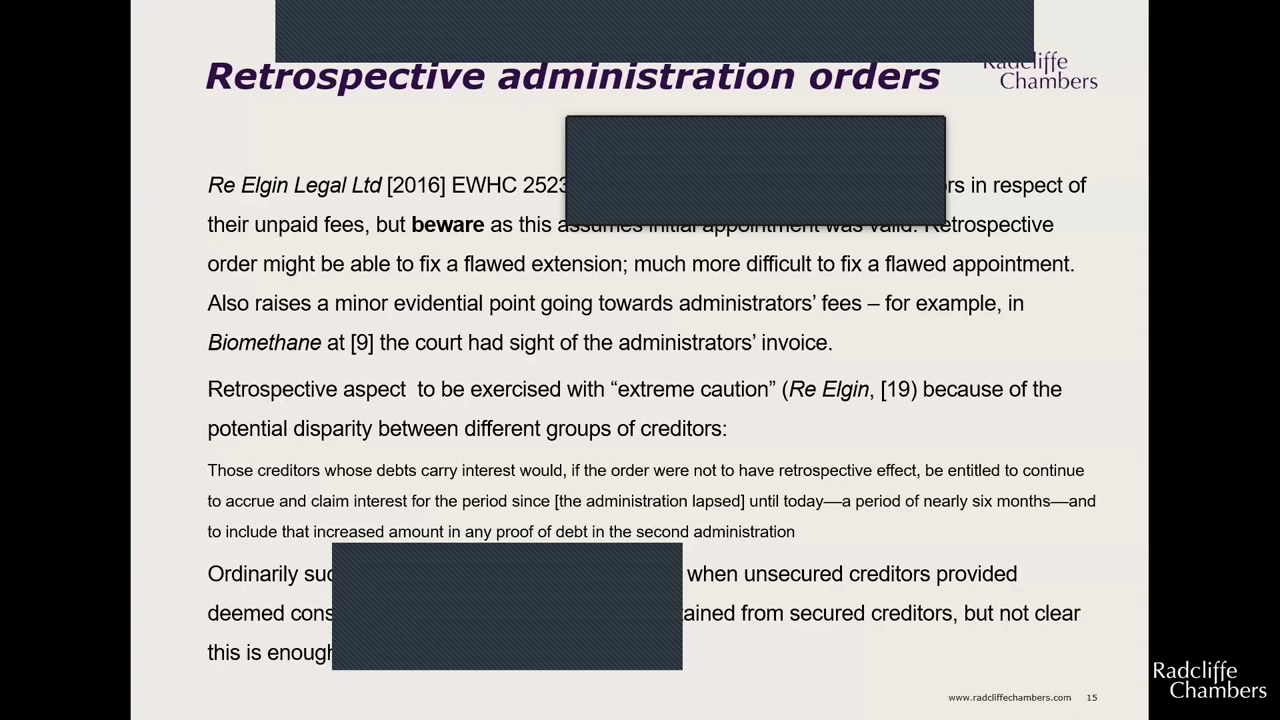 Retrospective administration orders
Radcliffe
Chambers
Re Elgin Legal Ltd [2016] EWHC 2523 in respect of
their unpaid fees, but beware as this assumes initial appointment was valid. Retrospective
order might be able to fix a flawed extension; much more difficult to fix a flawed appointment.
Also raises a minor evidential point going towards administrators’ fees – for example, in
Biomethane at [9] the court had sight of the administrators’ invoice.
Retrospective aspect to be exercised with “extreme caution” (Re Elgin, [19) because of the
potential disparity between different groups of creditors:
Those creditors whose debts carry interest would, if the order were not to have retrospective effect, be entitled to continue
to accrue and claim interest for the period since [the administration lapsed] until today—a period of nearly six months—and
to include that increased amount in any proof of debt in the second administration
Ordinarily when unsecured creditors provided
deemed from secured creditors, but not clear
this is
www.radcliffechambers.com 15
Radcliffe
Chambers